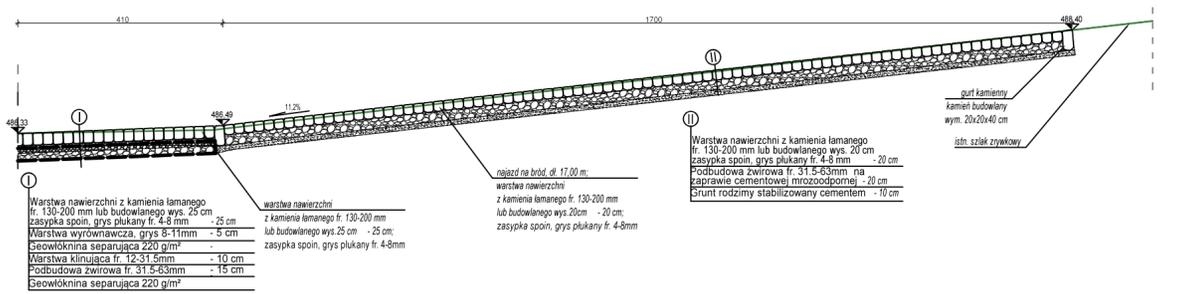 410
1700
488.40
486.33
I
486.49
11.2%
II
gurt kamienny
kamień budowlany
wym. 20x20x40 cm
istn. szlak zrywkowy
I
Warstwa nawierzchni z kamienia łamanego
fr. 130-200 mm lub budowlanego wys. 25 cm
zasypka spoin, grys płukany fr. 4-8 mm - 25 cm
Warstwa wyrównawcza, grys 8-11mm - 5 cm
Geowłóknina separująca 220 g/m² -
Warstwa klinująca fr. 12-31.5mm - 10 cm
Podbudowa żwirowa fr. 31.5-63mm - 15 cm
Geowłóknina separująca 220 g/m²
warstwa nawierzchni
z kamienia łamanego fr. 130-200 mm
lub budowlanego wys.25 cm - 25 cm;
zasypka spoin, grys płukany fr. 4-8mm
najazd na bród, dł. 17,00 m;
warstwa nawierzchni
z kamienia łamanego fr. 130-200 mm
lub budowlanego wys.20cm - 20 cm;
zasypka spoin, grys płukany fr. 4-8mm
II
Warstwa nawierzchni z kamienia łamanego
fr. 130-200 mm lub budowlanego wys. 20 cm
zasypka spoin, grys płukany fr. 4-8 mm - 20 cm
Podbudowa żwirowa fr. 31.5-63mm na
zaprawie cementowej mrozoodpornej - 20 cm
Grunt rodzimy stabilizowany cementem - 10 cm